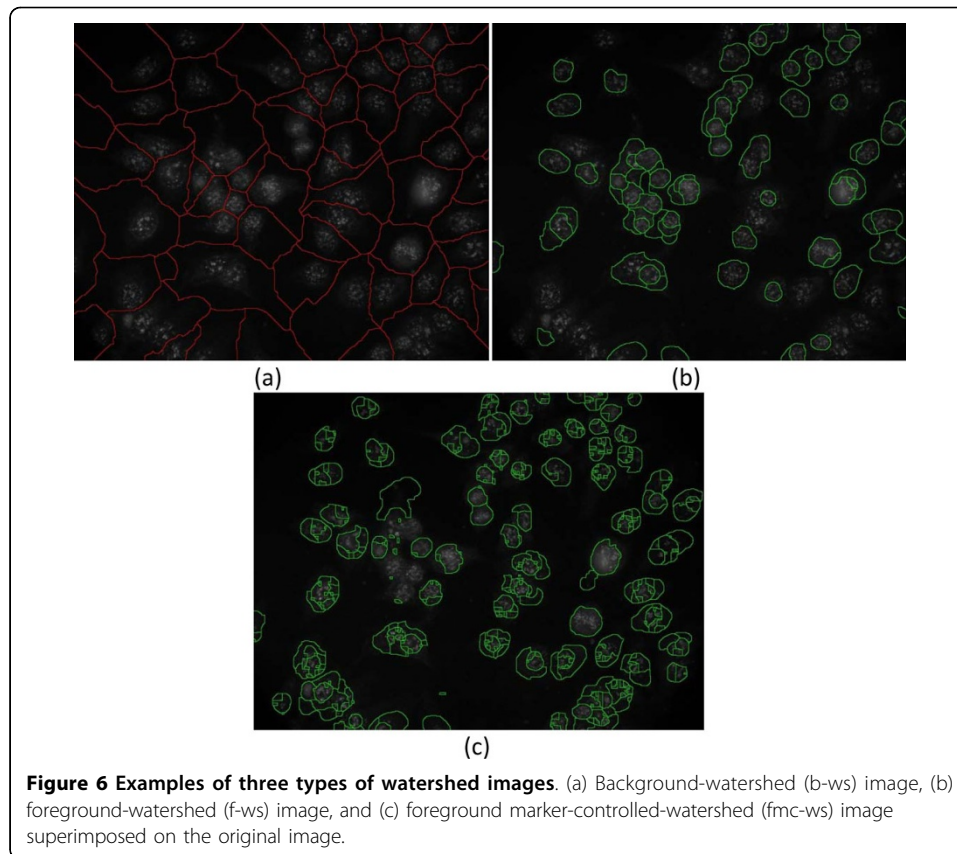 (a)
(b)
(c)
Figure 6 Examples of three types of watershed images. (a) Background-watershed (b-ws) image, (b)
foreground-watershed (f-ws) image, and (c) foreground marker-controlled-watershed (fmc-ws) image
superimposed on the original image.